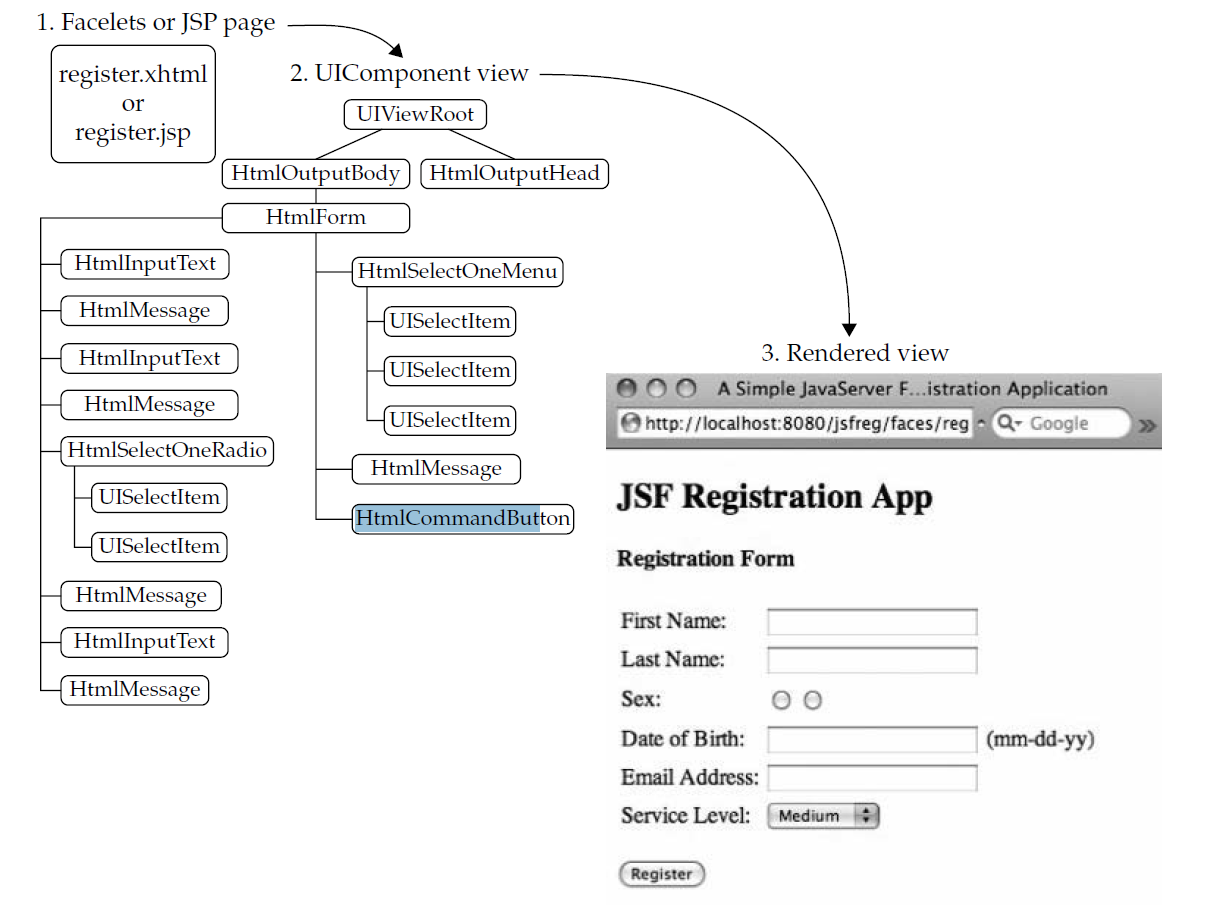 1. Facelets or JSP page
register.xhtml
or
register.jsp
2. UIComponent view
UIViewRoot
HtmlOutputBody
HtmlOutputHead
HtmlForm
HtmlInputText
HtmlMessage
HtmlInputText
HtmlMessage
HtmlSelectOneRadio
UISelectItem
UISelectItem
HtmlMessage
HtmlInputText
HtmlMessage
HtmlSelectOneMenu
UISelectItem
UISelectItem
UISelectItem
HtmlMessage
HtmlCommandButton
3. Rendered view
A Simple JavaServer F...istration Application
http://localhost:8080/jsfreg/faces/reg
Google
JSF Registration App
Registration Form
First Name:
Last Name:
Sex:
Date of Birth: (mm-dd-yy)
Email Address:
Service Level: Medium
Register